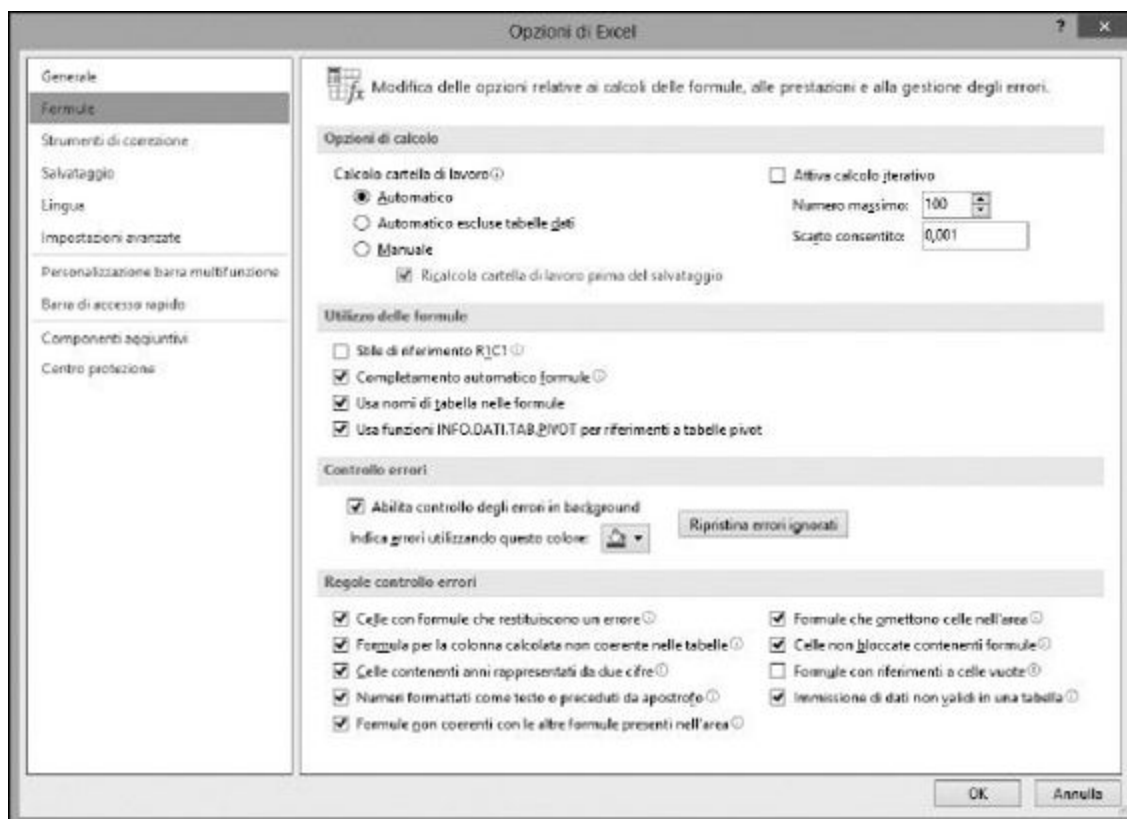 Opzioni di Excel
?
Generale
Formule
Strumenti di correzione
Salvataggio
Lingua
Impostazioni avanzate
Personalizzazione barra multifunzione
Barra di accesso rapido
Componenti aggiuntivi
Centro protezione
Modifica delle opzioni relative ai calcoli delle formule, alle prestazioni e alla gestione degli errori.
Opzioni di calcolo
Calcolo cartella di lavoro
Automatico
Automatico escluse tabelle dati
Manuale
Ricalcola cartella di lavoro prima del salvataggio
Attiva calcolo iterativo
Numero massimo: 100
Scarto consentito: 0,001
Utilizzo delle formule
Stile di riferimento R1C1
Completamento automatico formule
Usa nomi di tabella nelle formule
Usa funzioni INFO.DATI.TAB.PIVOT per riferimenti a tabelle pivot
Controllo errori
Abilita controllo degli errori in background
Indica errori utilizzando questo colore:
Ripristina errori ignorati
Regole controllo errori
Celle con formule che restituiscono un errore
Formula per la colonna calcolata non coerente nelle tabelle
Celle contenenti anni rappresentati da due cifre
Numeri formattati come testo o preceduti da apostrofo
Formule non coerenti con le altre formule presenti nell'area
Formule che omettono celle nell'area
Celle non bloccate contenenti formule
Formule con riferimenti a celle vuote
Immissione di dati non validi in una tabella
OK
Annulla